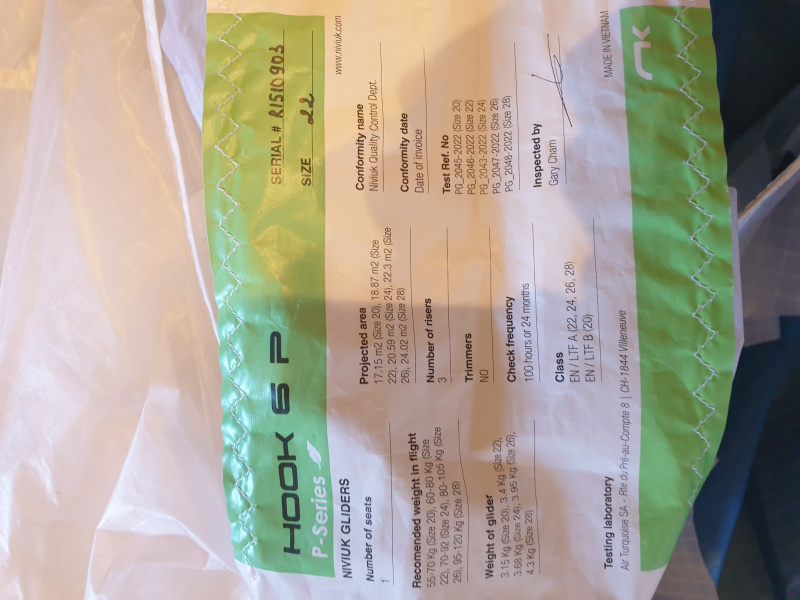 HOOK 6 P
P-Series
SERIAL # R1510903
SIZE 22
NIVIUK GLIDERS
www.niviuk.com
Number of seats
1
Recomended weight in flight
55-70 Kg (Size 20), 60-80 Kg (Size
22), 70-92 (Size 24), 80-105 Kg (Size
26), 95-120 Kg (Size 28)
Weight of glider
3.15 Kg (Size 20), 3.4 Kg (Size 22),
3.68 Kg (Size 24), 3.95 Kg (Size 26),
4.3 Kg (Size 28)
Projected area
17.15 m2 (Size 20), 18.87 m2 (Size
22), 20.59 m2 (Size 24), 22.3 m2 (Size
26), 24.02 m2 (Size 28)
Number of risers
3
Trimmers
NO
Check frequency
100 hours or 24 months
Class
EN / LTF A (22, 24, 26, 28)
EN / LTF B (20)
Conformity name
Niviuk Quality Control Dept.
Conformity date
Date of invoice
Test Ref. No
PG_2045-2022 (Size 20)
PG_2046-2022 (Size 22)
PG_2043-2022 (Size 24)
PG_2047-2022 (Size 26)
PG_2048-2022 (Size 28)
Inspected by
Gary Cham
Testing laboratory
Air Turquoise SA - Rte du Pré-au-Compte 8 | CH-1844 Villeneuve
MADE IN VIETNAM